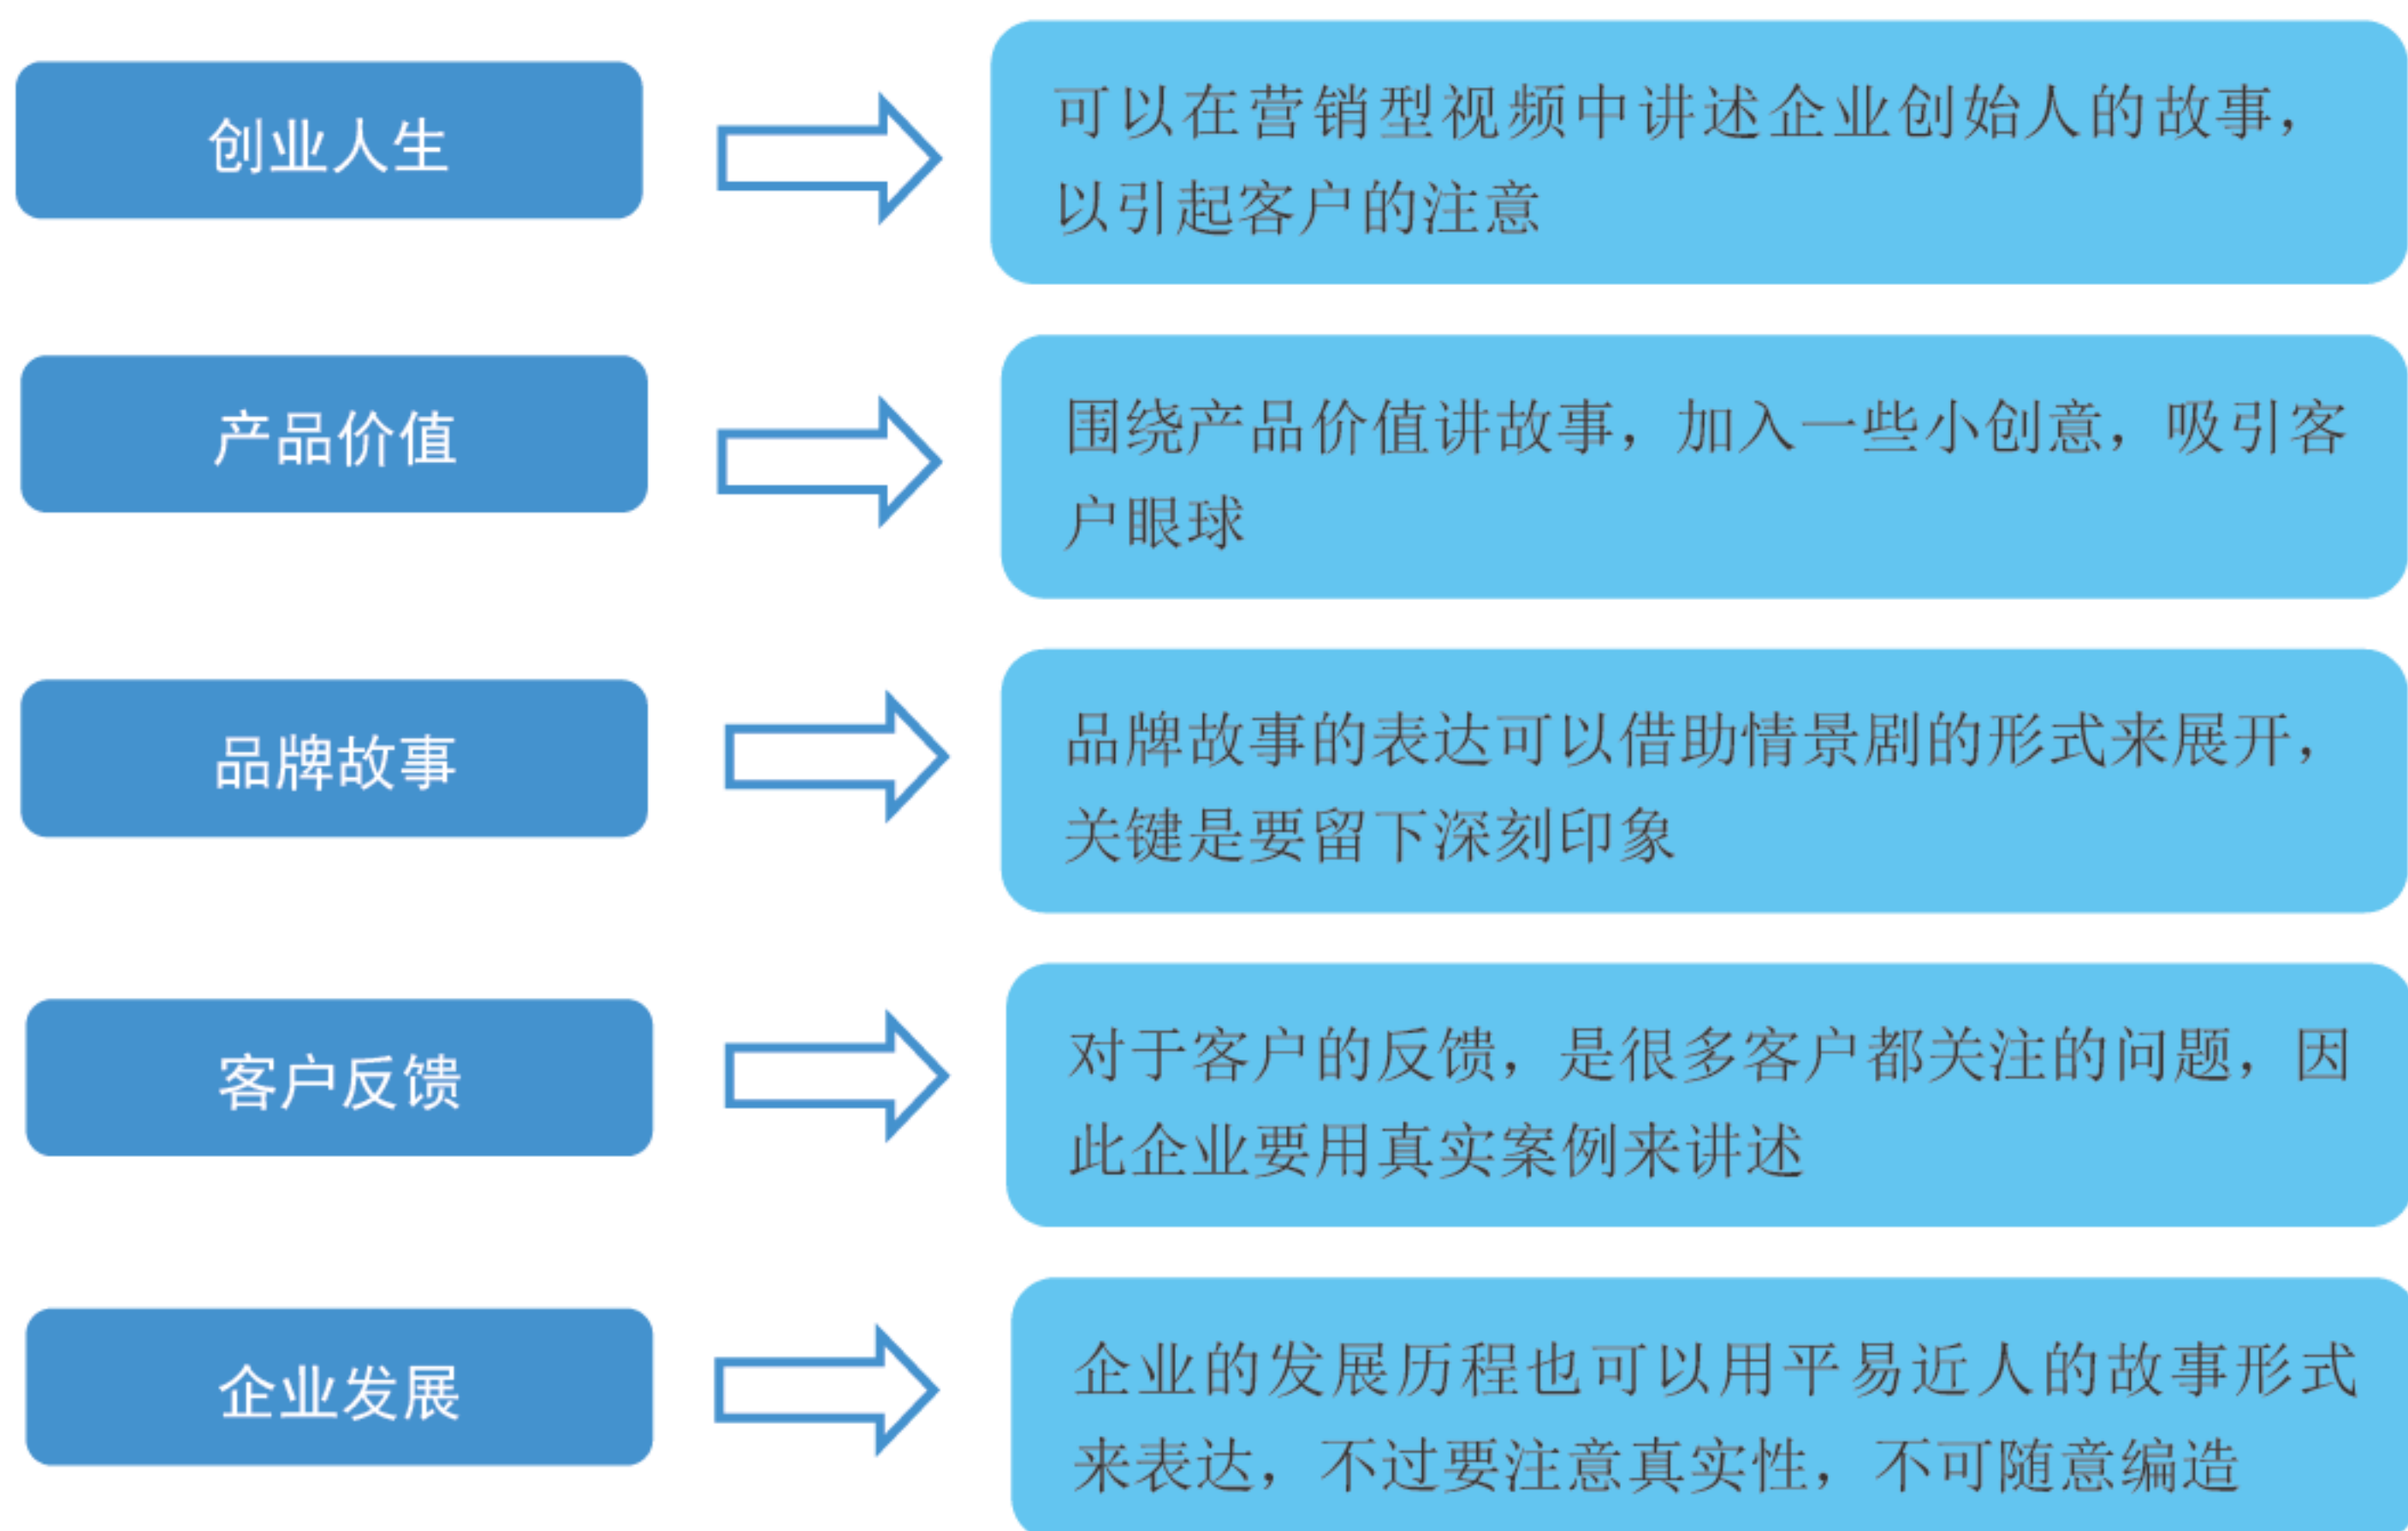 创业人生
可以在营销型视频中讲述企业创始人的故事，
以引起客户的注意
产品价值
围绕产品价值讲故事，加入一些小创意，吸引客
户眼球
品牌故事
品牌故事的表达可以借助情景剧的形式来展开，
关键是要留下深刻印象
客户反馈
对于客户的反馈，是很多客户都关注的问题，因
此企业要用真实案例来讲述
企业发展
企业的发展历程也可以用平易近人的故事形式
来表达，不过要注意真实性，不可随意编造